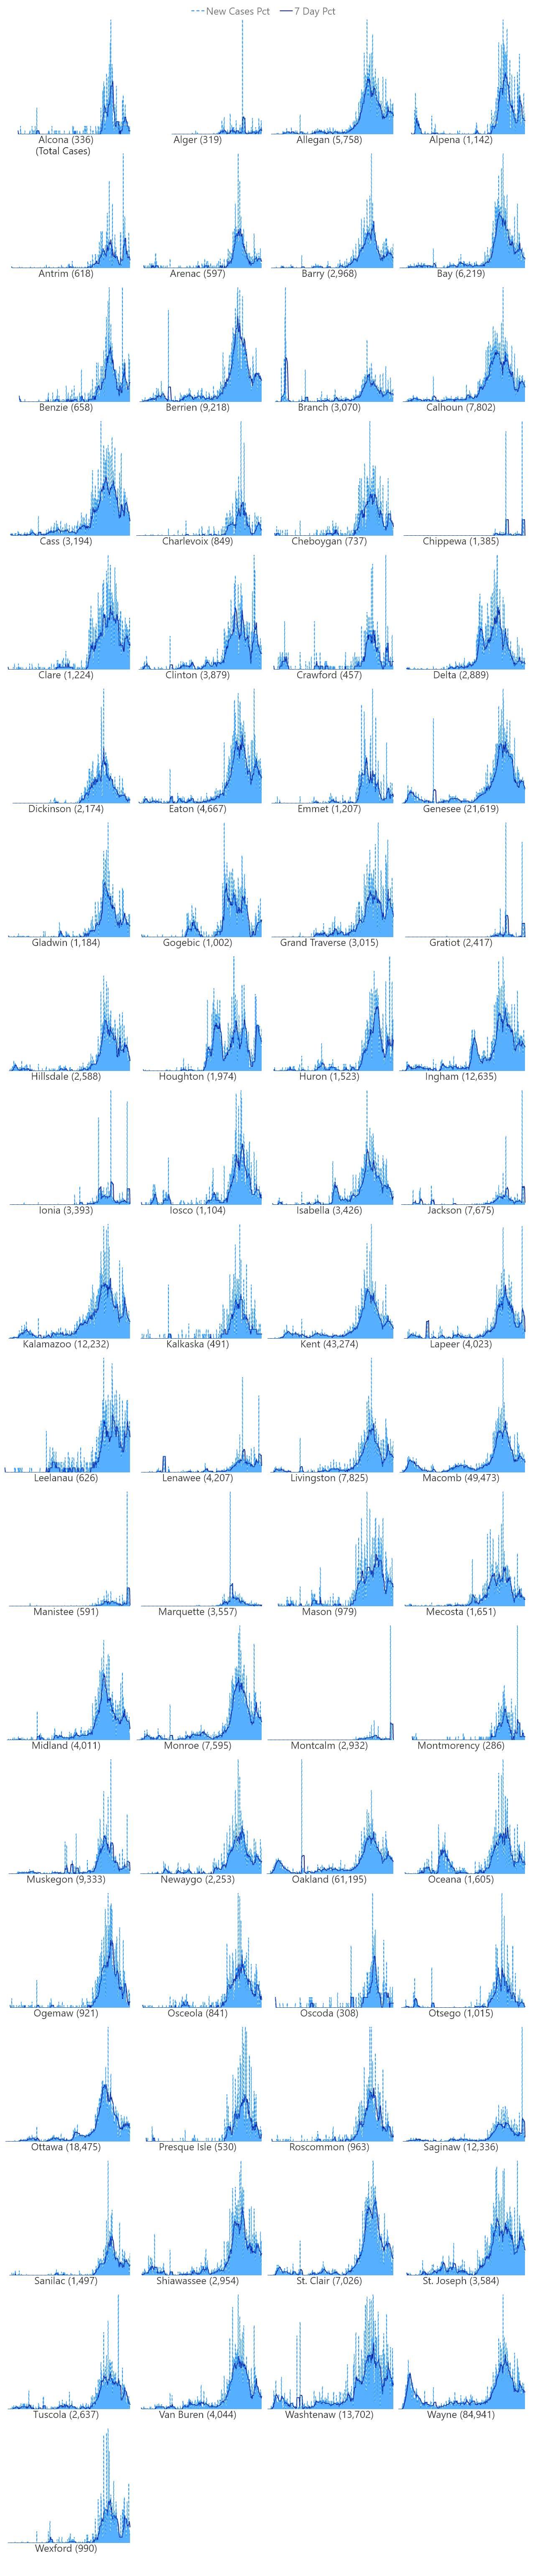 New Cases Pct 7 Day Pct
Alcona (336) Alger (319) Allegan (5,758) Alpena (1,142)
(Total Cases)
Antrim (618) Arenac (597) Barry (2,968) Bay (6,219)
Benzie (658) Berrien (9,218) Branch (3,070) Calhoun (7,802)
Cass (3,194) Charlevoix (849) Cheboygan (737) Chippewa (1,385)
Clare (1,224) Clinton (3,879) Crawford (457) Delta (2,889)
Dickinson (2,174) Eaton (4,667) Emmet (1,207) Genesee (21,619)
Gladwin (1,184) Gogebic (1,002) Grand Traverse (3,015) Gratiot (2,417)
Hillsdale (2,588) Houghton (1,974) Huron (1,523) Ingham (12,635)
Ionia (3,393) Iosco (1,104) Isabella (3,426) Jackson (7,675)
Kalamazoo (12,232) Kalkaska (491) Kent (43,274) Lapeer (4,023)
Leelanau (626) Lenawee (4,207) Livingston (7,825) Macomb (49,473)
Manistee (591) Marquette (3,557) Mason (979) Mecosta (1,651)
Midland (4,011) Monroe (7,595) Montcalm (2,932) Montmorency (286)
Muskegon (9,333) Newaygo (2,253) Oakland (61,195) Oceana (1,605)
Ogemaw (921) Osceola (841) Oscoda (308) Otsego (1,015)
Ottawa (18,475) Presque Isle (530) Roscommon (963) Saginaw (12,336)
Sanilac (1,497) Shiawassee (2,954) St. Clair (7,026) St. Joseph (3,584)
Tuscola (2,637) Van Buren (4,044) Washtenaw (13,702) Wayne (84,941)
Wexford (990)